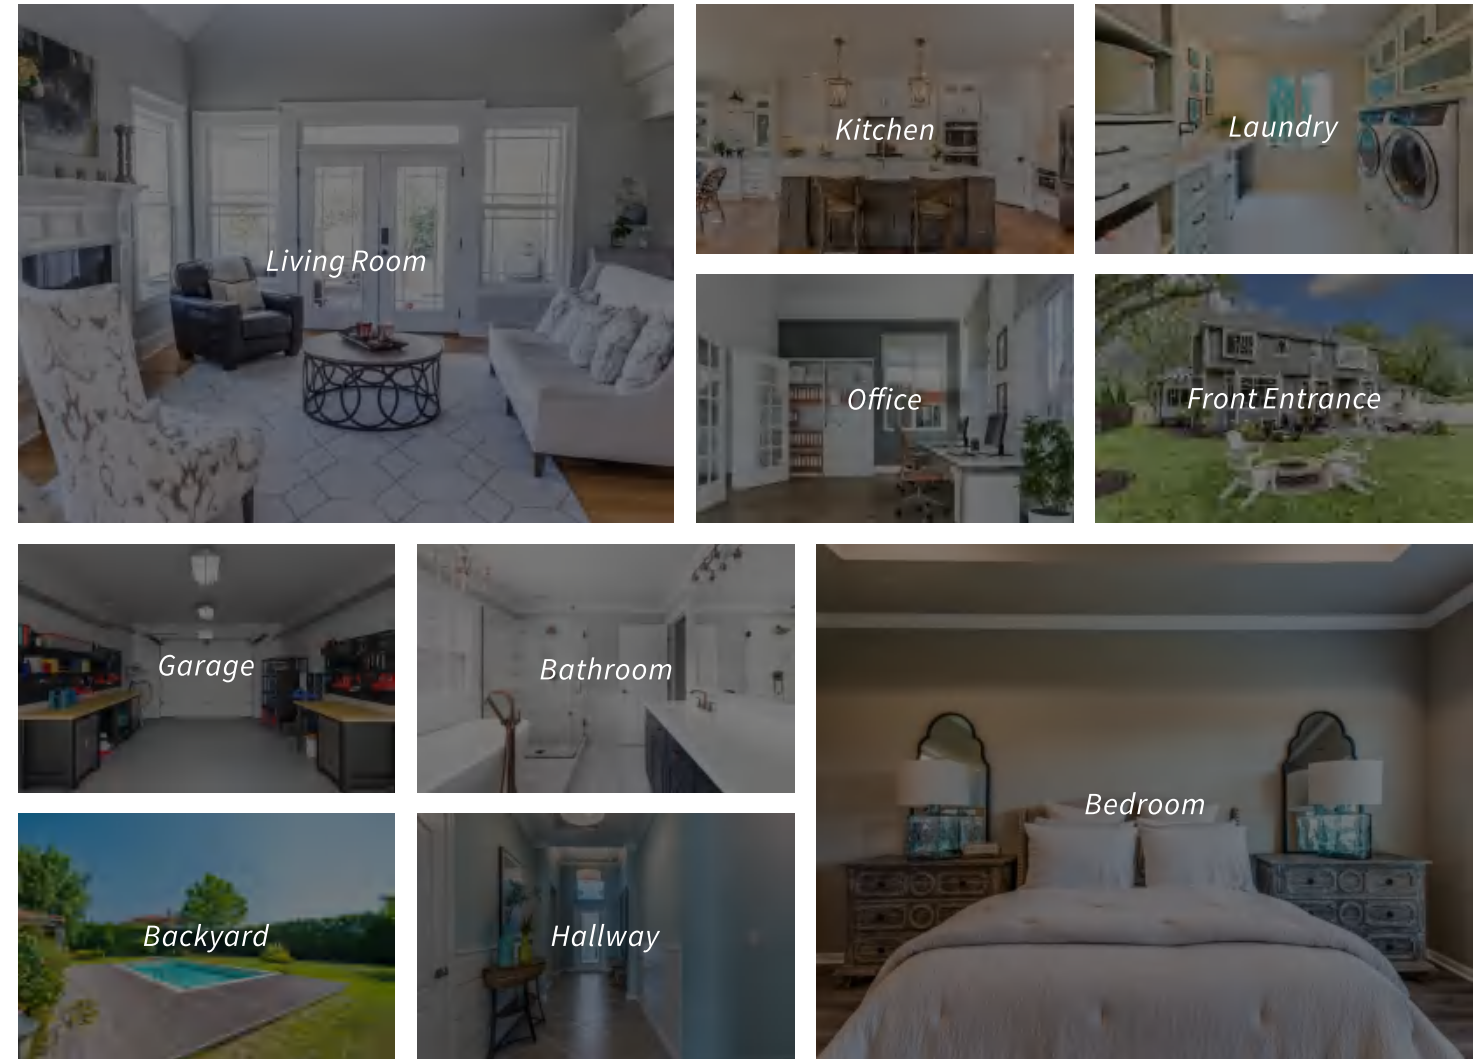 Living Room
Kitchen
Laundry
Office
Front Entrance
Garage
Bathroom
Bedroom
Backyard
Hallway